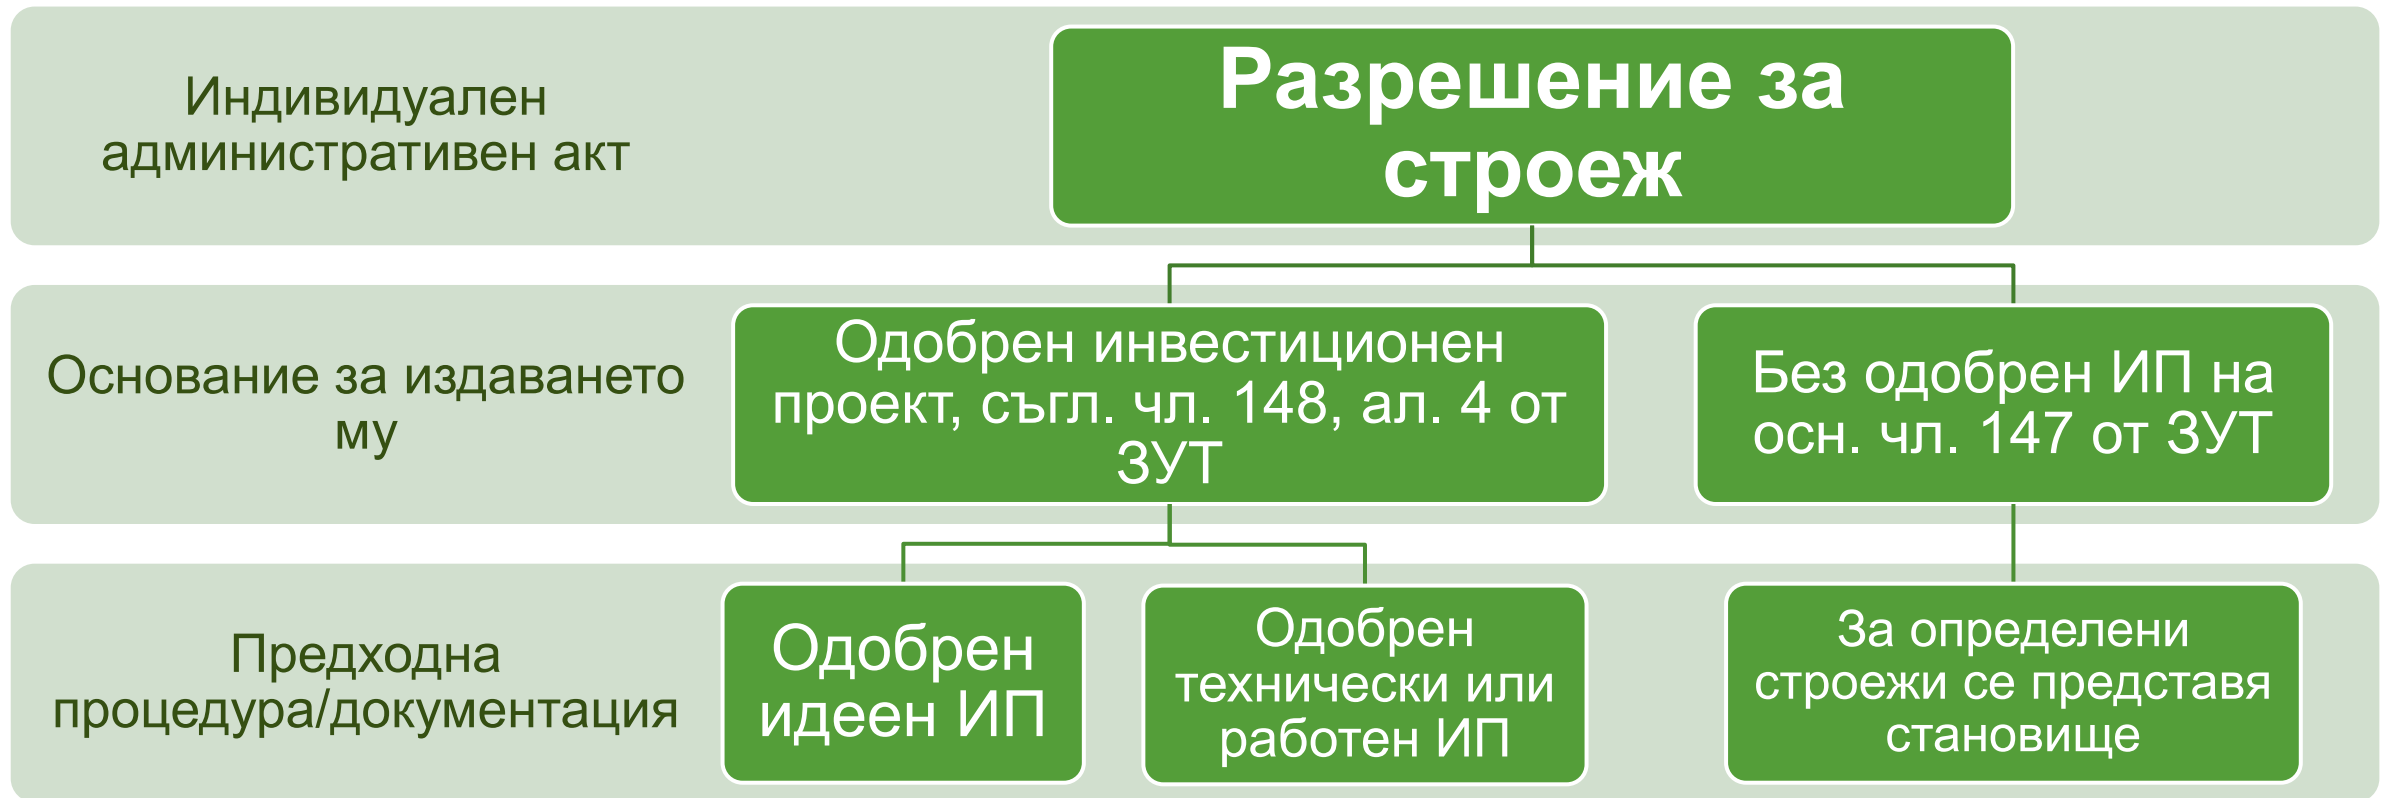 Индивидуален
административен акт
Разрешение за
строеж
Основание за издаването
му
Одобрен инвестиционен
проект, съгл. чл. 148, ал. 4 от
ЗУТ
Без одобрен ИП на
осн. чл. 147 от ЗУТ
Предходна
процедура/документация
Одобрен
идеен ИП
Одобрен
технически или
работен ИП
За определени
строежи се представя
становище